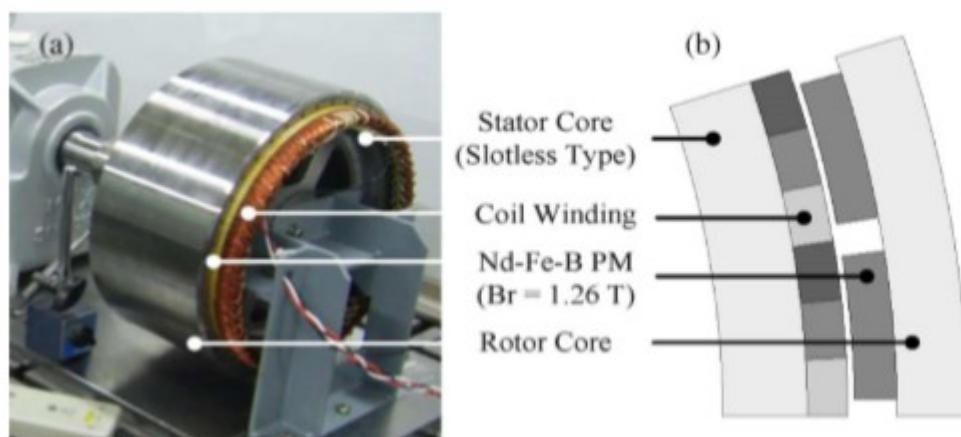 (a)
(b)
Stator Core
(Slotless Type)
Coil Winding
Nd-Fe-B PM
(Br = 1.26 T)
Rotor Core